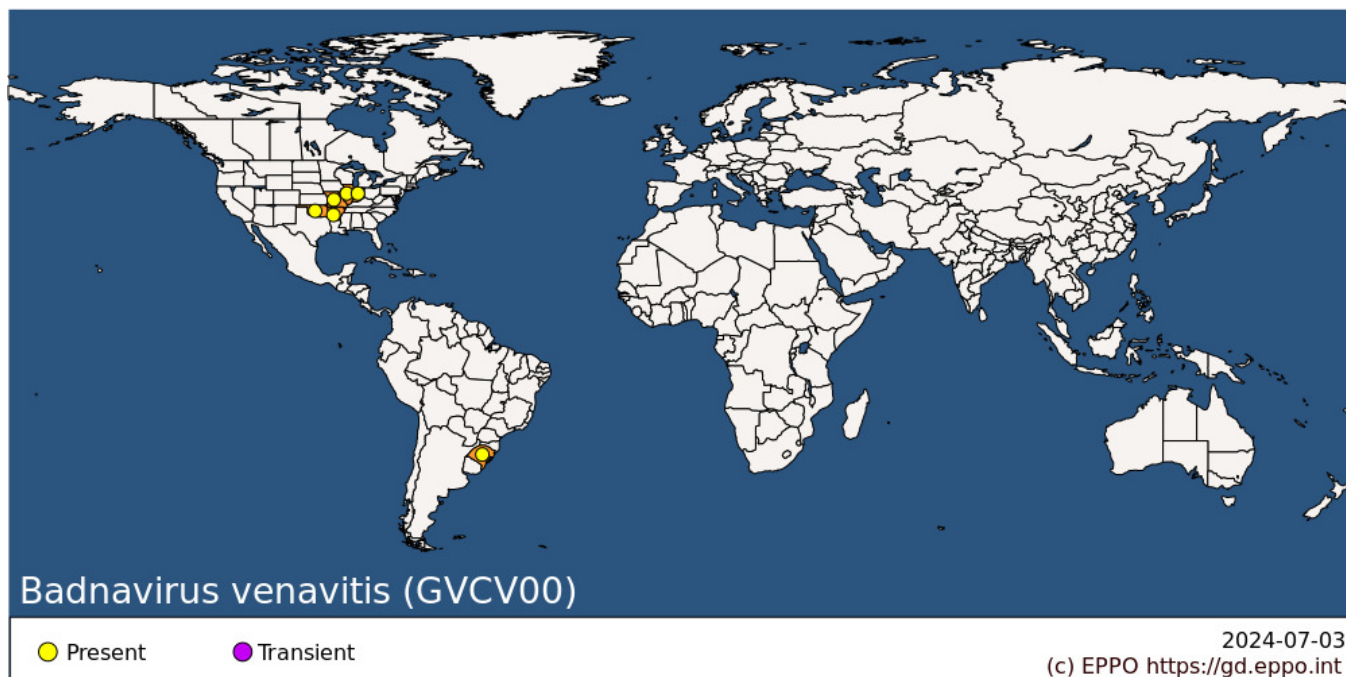 Badnavirus venavitis (GVCV00)
Present
Transient
2024-07-03
(c) EPPO https://gd.eppo.int